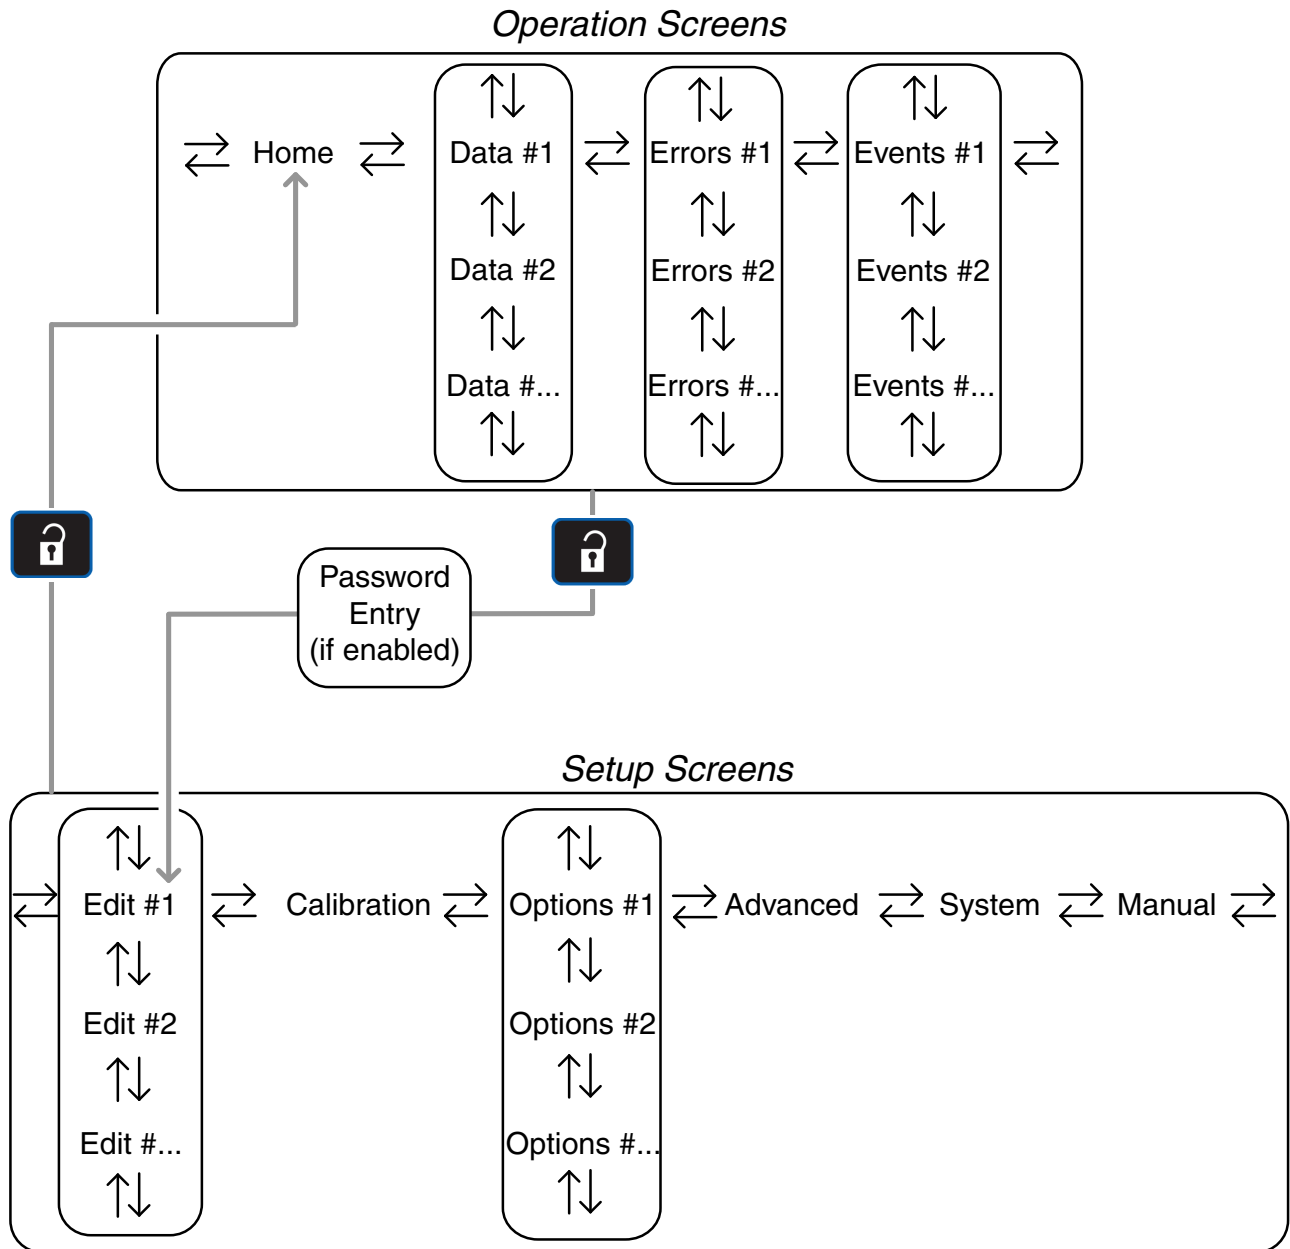 Operation Screens
Home
Data #1
Errors #1
Events #1
Data #2
Errors #2
Events #2
Data #...
Errors #...
Events #...
Password
Entry
(if enabled)
Setup Screens
Edit #1
Calibration
Options #1
Advanced
System
Manual
Edit #2
Options #2
Edit #...
Options #...